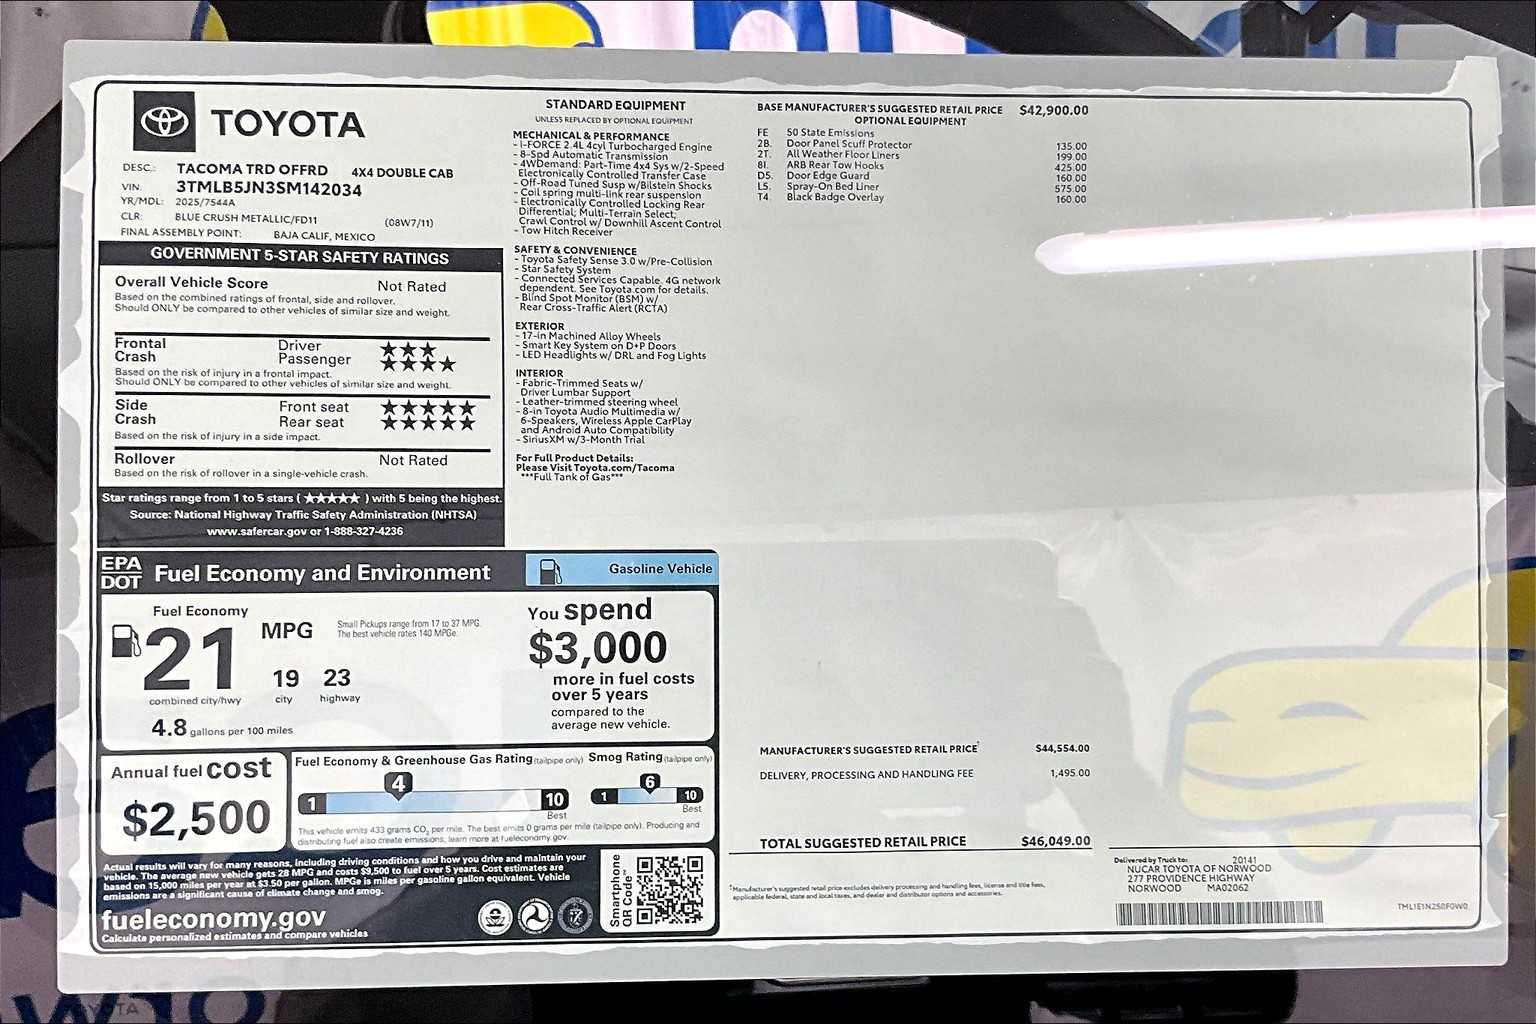 TOYOTA
DESC.: TACOMA TRD OFFRD 4X4 DOUBLE CAB
VIN: 3TMLB5JN3SM142034
YR/MDL: 2025/7544A
CLR: BLUE CRUSH METALLIC/FD11 (08W7/11)
FINAL ASSEMBLY POINT: BAJA CALIF, MEXICO
GOVERNMENT 5-STAR SAFETY RATINGS
Overall Vehicle Score Not Rated
Based on the combined ratings of frontal, side and rollover.
Should ONLY be compared to other vehicles of similar size and weight.
Frontal Crash Driver ★★★
Passenger ★★★★
Based on the risk of injury in a frontal impact.
Should ONLY be compared to other vehicles of similar size and weight.
Side Crash Front seat ★★★★★
Rear seat ★★★★★
Based on the risk of injury in a side impact.
Rollover Not Rated
Based on the risk of rollover in a single-vehicle crash.
Star ratings range from 1 to 5 stars (★★★★★) with 5 being the highest.
Source: National Highway Traffic Safety Administration (NHTSA)
www.safercar.gov or 1-888-327-4236
STANDARD EQUIPMENT
UNLESS REPLACED BY OPTIONAL EQUIPMENT
MECHANICAL & PERFORMANCE
- i-FORCE 2.4L 4cyl Turbocharged Engine
- 8-Spd Automatic Transmission
- 4WDemand: Part-Time 4x4 Sys w/2-Speed
Electronically Controlled Transfer Case
- Off-Road Tuned Susp w/Bilstein Shocks
- Coil spring multi-link rear suspension
- Electronically Controlled Locking Rear
Differential; Multi-Terrain Select;
Crawl Control w/ Downhill Ascent Control
- Tow Hitch Receiver
SAFETY & CONVENIENCE
- Toyota Safety Sense 3.0 w/Pre-Collision
- Star Safety System
- Connected Services Capable. 4G network
dependent. See Toyota.com for details.
- Blind Spot Monitor (BSM) w/
Rear Cross-Traffic Alert (RCTA)
EXTERIOR
- 17-in Machined Alloy Wheels
- Smart Key System on D+P Doors
- LED Headlights w/ DRL and Fog Lights
INTERIOR
- Fabric-Trimmed Seats w/
Driver Lumbar Support
- Leather-trimmed steering wheel
- 8-in Toyota Audio Multimedia w/
6-Speakers, Wireless Apple CarPlay
and Android Auto Compatibility
- SiriusXM w/3-Month Trial
For Full Product Details:
Please Visit Toyota.com/Tacoma
***Full Tank of Gas***
BASE MANUFACTURER'S SUGGESTED RETAIL PRICE $42,900.00
OPTIONAL EQUIPMENT
FE 50 State Emissions
2B. Door Panel Scuff Protector 135.00
2T. All Weather Floor Liners 199.00
8I. ARB Rear Tow Hooks 425.00
D5. Door Edge Guard 160.00
L5. Spray-On Bed Liner 575.00
T4. Black Badge Overlay 160.00
MANUFACTURER'S SUGGESTED RETAIL PRICE† $44,554.00
DELIVERY, PROCESSING AND HANDLING FEE 1,495.00
TOTAL SUGGESTED RETAIL PRICE $46,049.00
†Manufacturer's suggested retail price excludes delivery processing and handling fees, license and title fees,
applicable federal, state and local taxes, and dealer and distributor options and accessories.
Delivered by Truck to: 20141
NUCAR TOYOTA OF NORWOOD
277 PROVIDENCE HIGHWAY
NORWOOD MA02062
EPA DOT Fuel Economy and Environment
Gasoline Vehicle
Fuel Economy
21 MPG
Small Pickups range from 17 to 37 MPG.
The best vehicle rates 140 MPGe.
19 23
combined city/hwy city highway
4.8 gallons per 100 miles
You spend
$3,000
more in fuel costs
over 5 years
compared to the
average new vehicle.
Annual fuel cost
$2,500
Fuel Economy & Greenhouse Gas Rating (tailpipe only)
4
1 10
Best
Smog Rating (tailpipe only)
6
1 10
Best
This vehicle emits 433 grams CO2 per mile. The best emits 0 grams per mile (tailpipe only). Producing and
distributing fuel also create emissions, learn more at fueleconomy.gov.
Actual results will vary for many reasons, including driving conditions and how you drive and maintain your
vehicle. The average new vehicle gets 28 MPG and costs $9,500 to fuel over 5 years. Cost estimates are
based on 15,000 miles per year at $3.50 per gallon. MPGe is miles per gasoline gallon equivalent. Vehicle
emissions are a significant cause of climate change and smog.
fueleconomy.gov
Calculate personalized estimates and compare vehicles
Smartphone
QR Code™